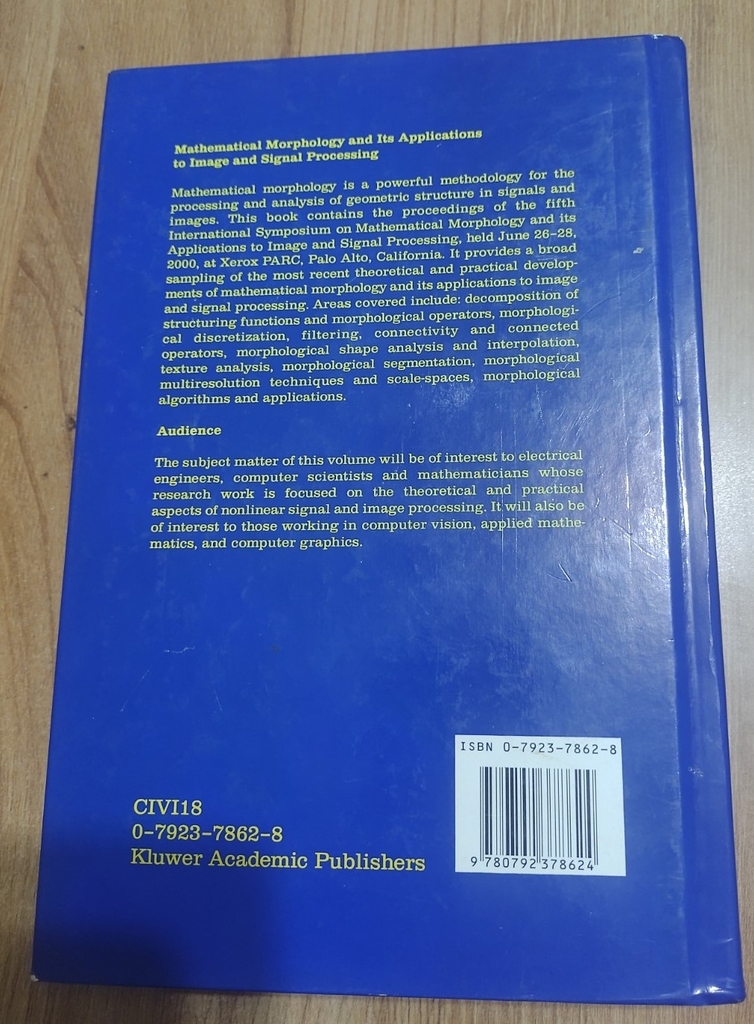 Mathematical Morphology and Its Applications
to Image and Signal Processing
Mathematical morphology is a powerful methodology for the
processing and analysis of geometric structure in signals and
images. This book contains the proceedings of the fifth
International Symposium on Mathematical Morphology and its
Applications to Image and Signal Processing, held June 26-28,
2000, at Xerox PARC, Palo Alto, California. It provides a broad
sampling of the most recent theoretical and practical develop-
ments of mathematical morphology and its applications to image
and signal processing. Areas covered include: decomposition of
structuring functions and morphological operators, morphologi-
cal discretization, filtering, connectivity and connected
operators, morphological shape analysis and interpolation,
texture analysis, morphological segmentation, morphological
multiresolution techniques and scale-spaces, morphological
algorithms and applications.
Audience
The subject matter of this volume will be of interest to electrical
engineers, computer scientists and mathematicians whose
research work is focused on the theoretical and practical
aspects of nonlinear signal and image processing. It will also be
of interest to those working in computer vision, applied mathe-
matics, and computer graphics.
CIVI18
0-7923-7862-8
Kluwer Academic Publishers
ISBN 0-7923-7862-8
9 780792 378624